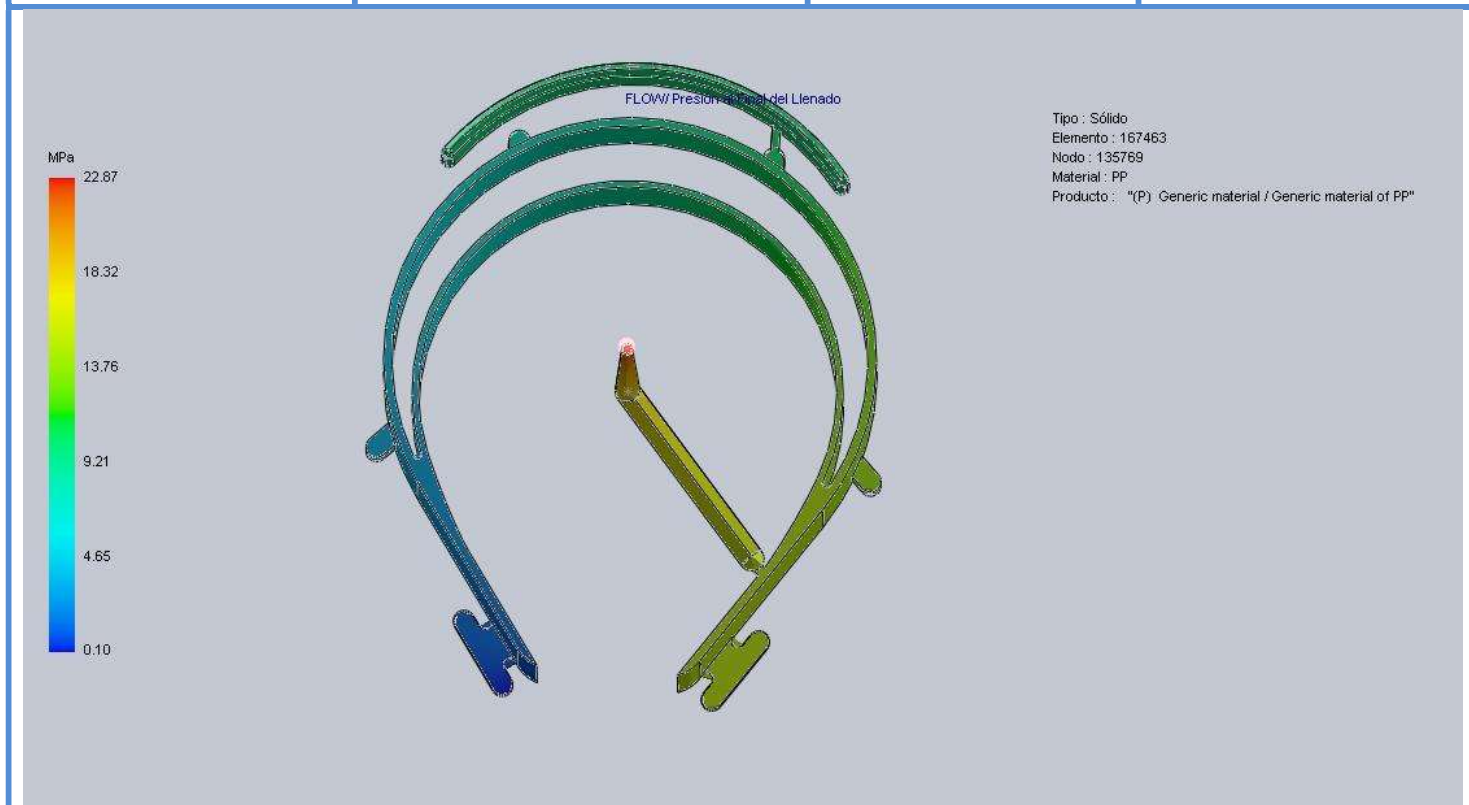 FLOW/ Presion al Final del Llenado
Tipo : Sólido
Elemento : 167463
Nodo : 135769
Material : PP
Producto : "(P) Generic material / Generic material of PP"
MPa
22.87
18.32
13.76
9.21
4.65
0.10